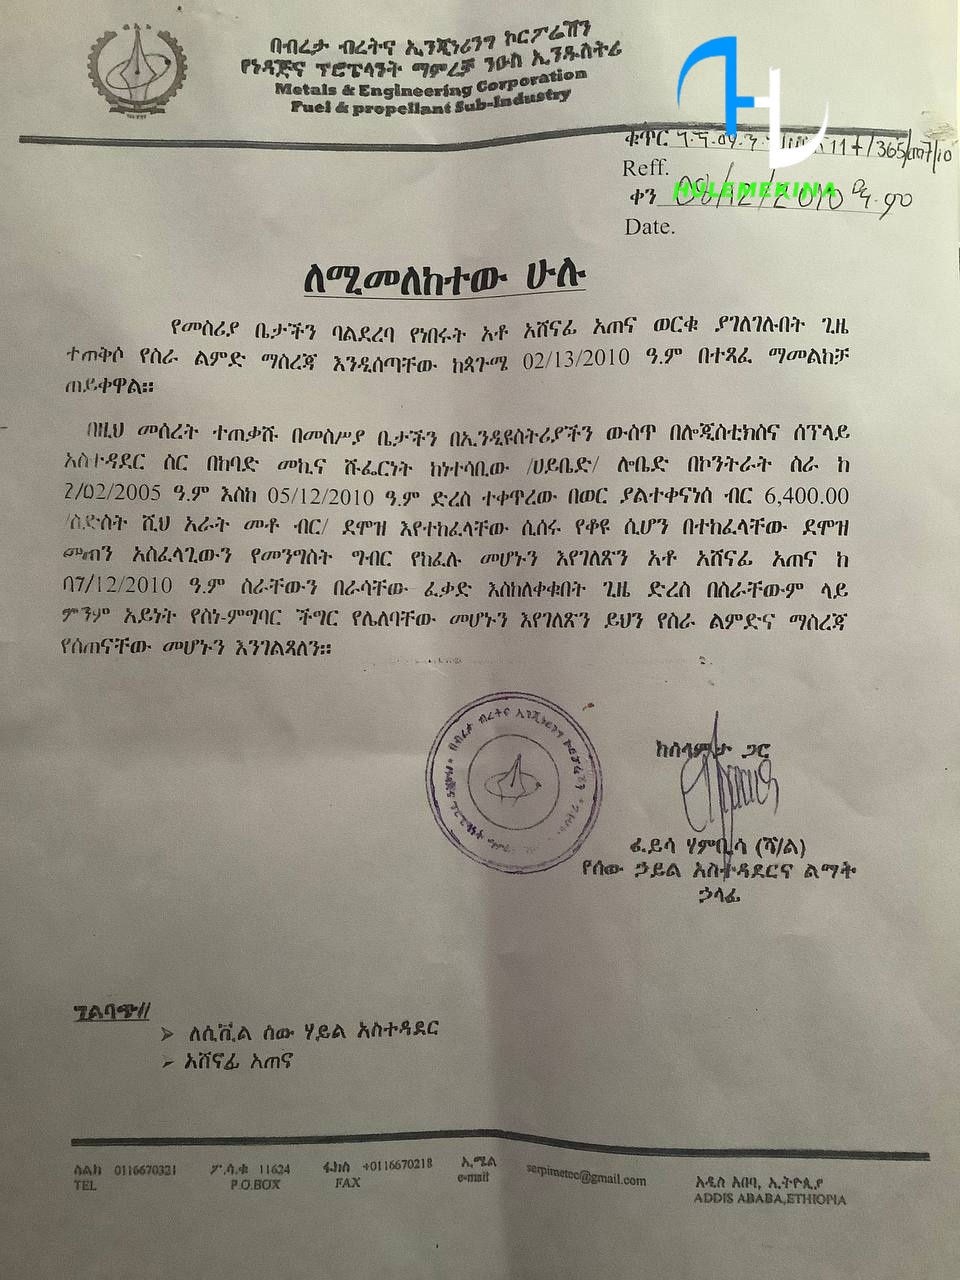 በብረታ ብረትና ኢንጂነሪንግ ኮርፖሬሽን
የነዳጅና ፕሮፔላንት ማምረቻ ንዑስ ኢንዱስትሪ
Metals & Engineering Corporation
Fuel & propellant Sub-Industry
ቁጥር 117/365/
Reff.
HULEMEKINA
ቀን 08/12/2010
Date.
ለሚመለከተው ሁሉ
የመስሪያ ቤታችን ባልደረባ የነበሩት አቶ አሸናፊ አጠና ወርቁ ያገለገሉበት ጊዜ
ተጠቅሶ የስራ ልምድ ማስረጃ እንዲሰጣቸው ከጳጉሜ 02/13/2010 ዓ.ም በተጻፈ ማመልከቻ
ጠይቀዋል።
በዚህ መሰረት ተጠቃሹ በመስሥያ ቤታችን በኢንዲዩስትሪያችን ውስጥ በሎጂስቲክስና ሰፕላይ
አስተዳደር ስር በከባድ መኪና ሹፌርነት ከነተሳቢው /ሀይቤድ/ ሎቤድ በኮንትራት ስራ ከ
2/02/2005 ዓ.ም እስከ 05/12/2010 ዓ.ም ድረስ ተቀጥረው በወር ያልተቀናነሰ ብር 6,400.00
/ስድስት ሺህ አራት መቶ ብር/ ደሞዝ እየተከፈላቸው ሲሰሩ የቆዩ ሲሆን በተከፈላቸው ደሞዝ
መጠን አስፈላጊውን የመንግስት ግብር የከፈሉ መሆኑን እየገለጽን አቶ አሸናፊ አጠና ከ
07/12/2010 ዓ.ም ስራቸውን በራሳቸው ፈቃድ እስከለቀቁበት ጊዜ ድረስ በስራቸውም ላይ
ምንም አይነት የስነ-ምግባር ችግር የሌለባቸው መሆኑን እየገለጽን ይህን የስራ ልምድና ማስረጃ
የሰጠናቸው መሆኑን እንገልጻለን።
ከሰላምታ ጋር
ፈይሳ ሃምቢሳ (ሻ/ል)
የሰው ኃይል አስተዳደርና ልማት
ኃላፊ
ግልባጭ//
➢ ለሲቪል ሰው ሃይል አስተዳደር
➢ አሸናፊ አጠና
ስልክ 0116670321 ፖ.ሳ.ቁ 11624 ፋክስ +0116670218 ኢ.ሜል serpimetec@gmail.com አዲስ አበባ, ኢትዮጲያ
TEL P.O.BOX FAX e-mail ADDIS ABABA,ETHIOPIA